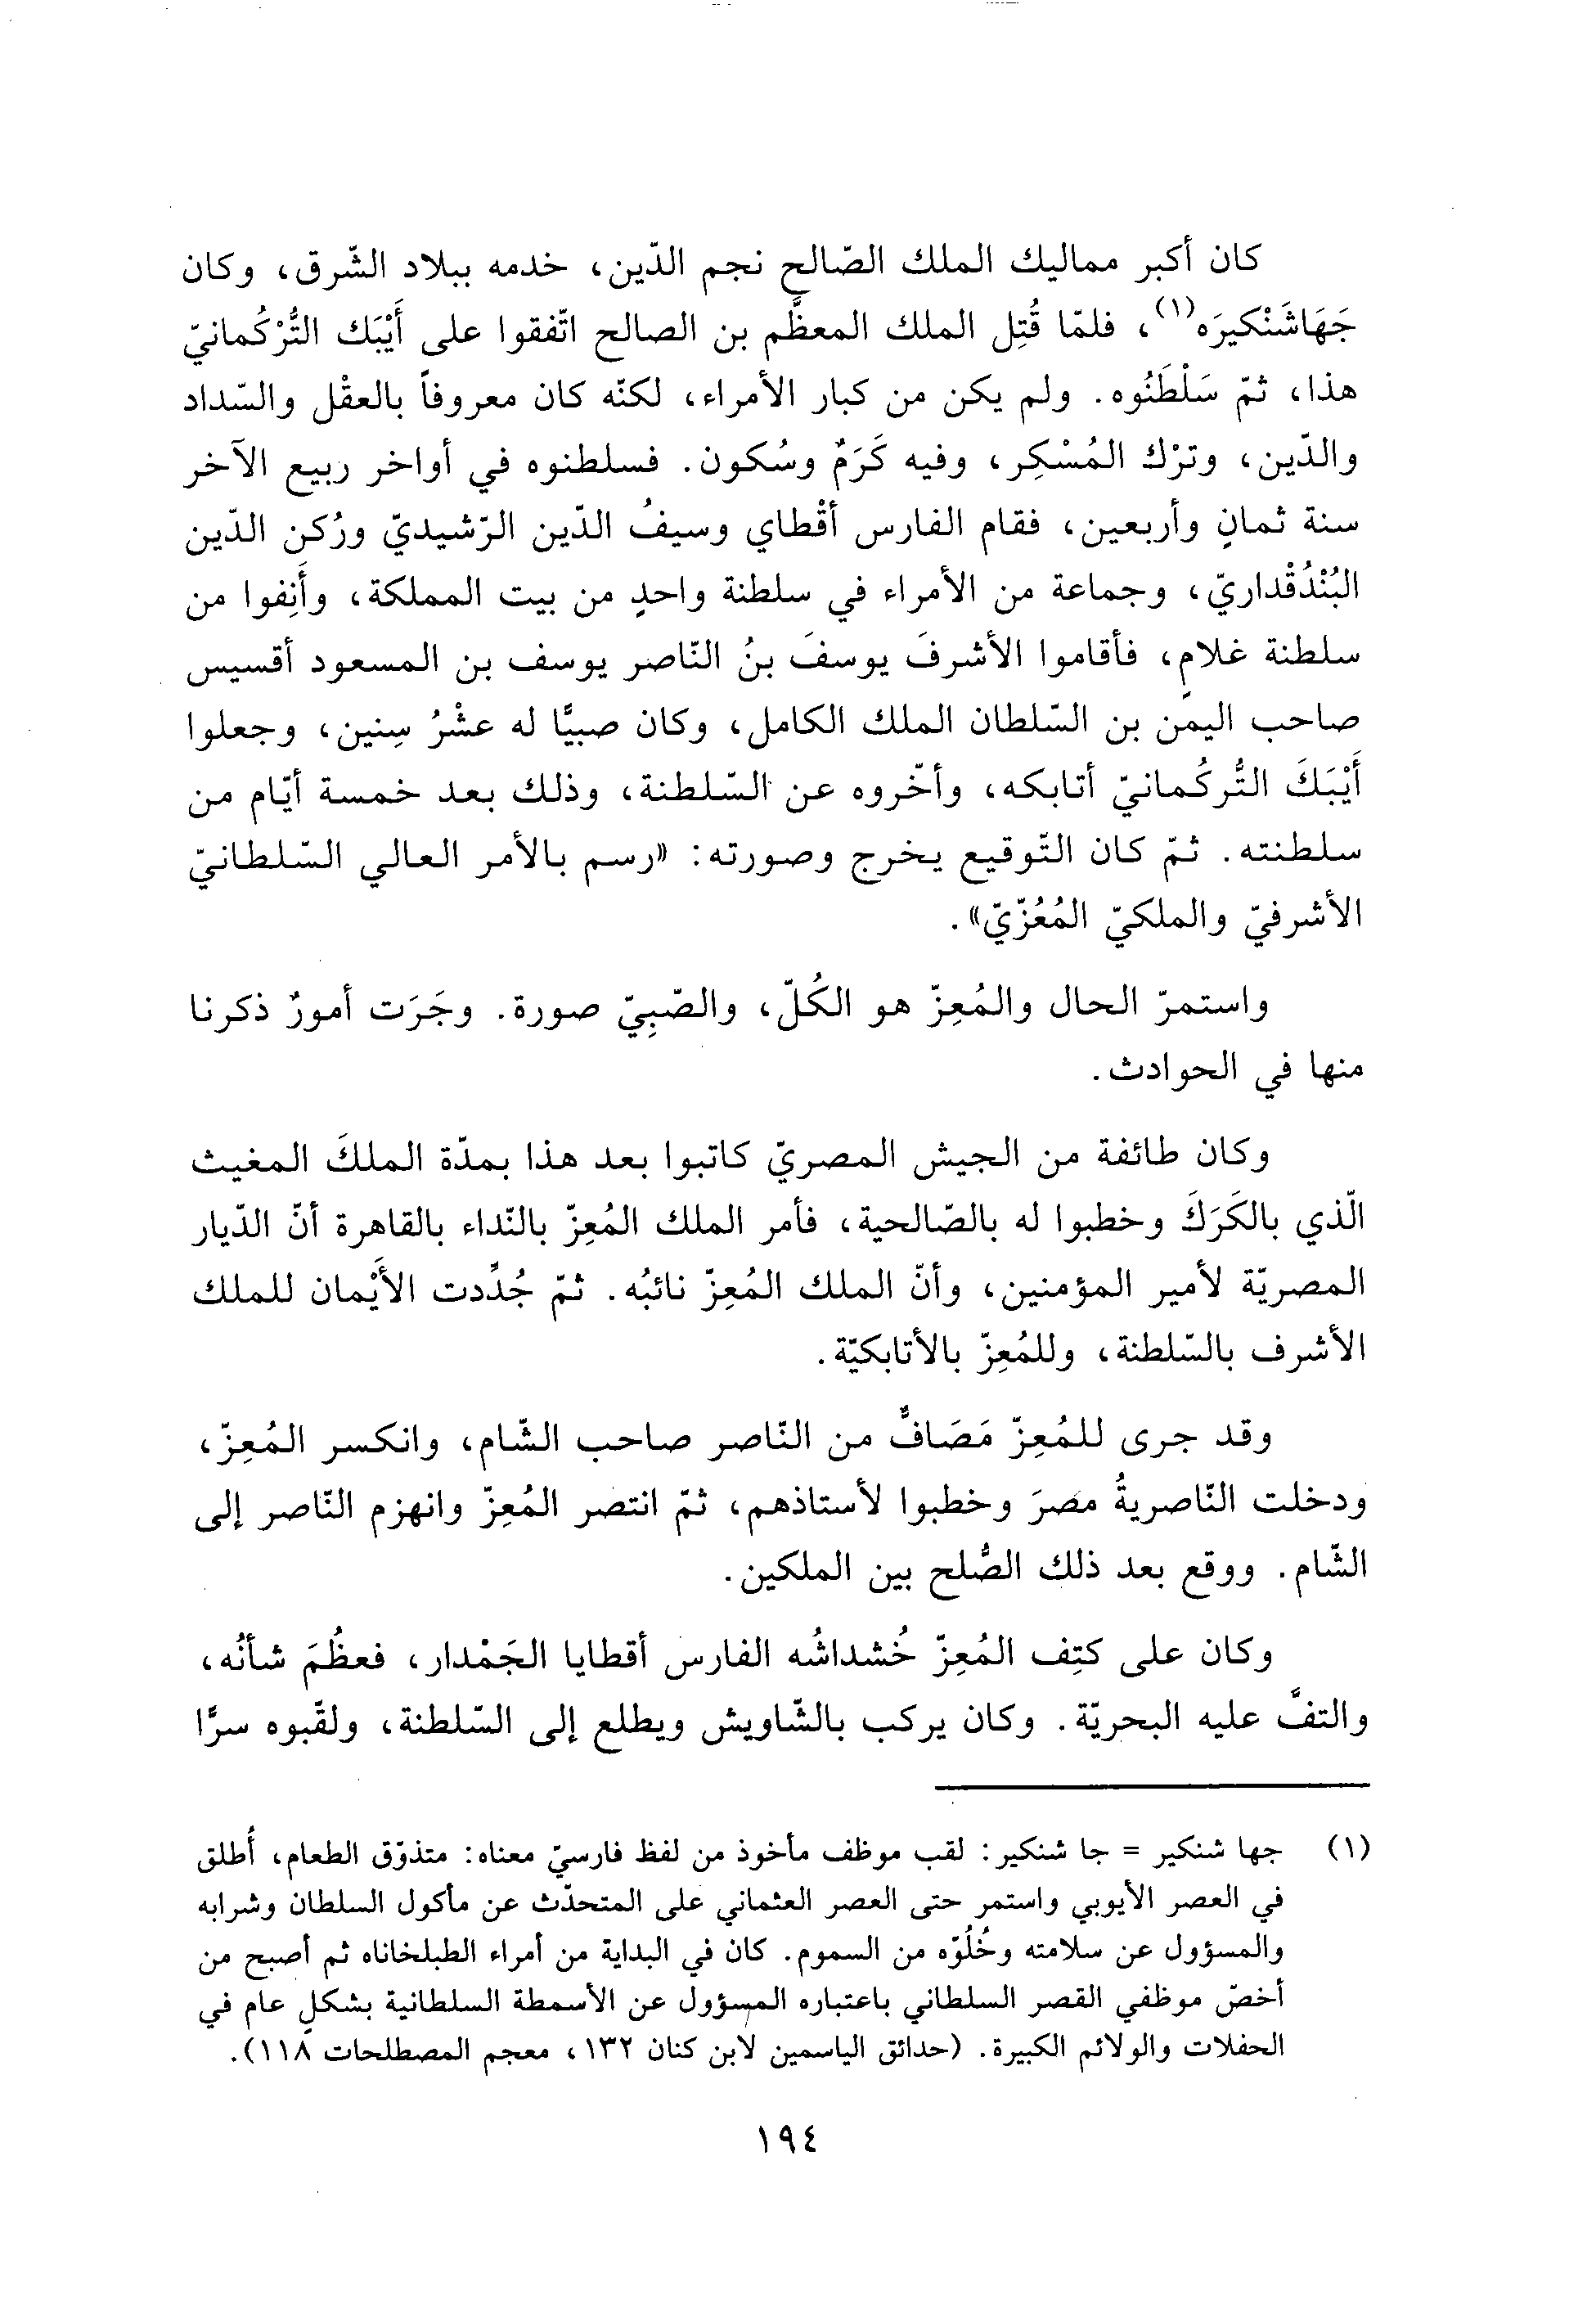 كان أكبر مماليك الملك الصّالح نجم الدّين، خدمه ببلاد الشّرق، وكان
جَهَاشَنْكيرَه(١)، فلمّا قُتِل الملك المعظَّم بن الصالح اتّفقوا على أَيْبَك التُّرْكُمانيّ
هذا، ثمّ سَلْطَنُوه. ولم يكن من كبار الأمراء، لكنّه كان معروفاً بالعقْل والسّداد
والدّين، وترْك المُسْكِر، وفيه كَرَمٌ وسُكون. فسلطنوه في أواخر ربيع الآخر
سنة ثمانٍ وأربعين، فقام الفارس أقْطاي وسيفُ الدّين الرّشيديّ ورُكن الدّين
البُنْدُقْداريّ، وجماعة من الأمراء في سلطنة واحدٍ من بيت المملكة، وأَنِفوا من
سلطنة غلامٍ، فأقاموا الأشرفَ يوسفَ بنُ النّاصر يوسف بن المسعود أقسيس
صاحب اليمن بن السّلطان الملك الكامل، وكان صبيًّا له عشْرُ سِنين، وجعلوا
أَيْبَكَ التُّركُمانيّ أتابكه، وأخّروه عن السّلطنة، وذلك بعد خمسة أيّام من
سلطنته. ثمّ كان التّوقيع يخرج وصورته: «رسم بالأمر العالي السّلطانيّ
الأشرفيّ والملكيّ المُعُزّيّ».
واستمرّ الحال والمُعِزّ هو الكُلّ، والصّبِيّ صورة. وجَرَت أمورٌ ذكرنا
منها في الحوادث.
وكان طائفة من الجيش المصريّ كاتبوا بعد هذا بمدّة الملكَ المغيث
الّذي بالكَرَكَ وخطبوا له بالصّالحية، فأمر الملك المُعِزّ بالنّداء بالقاهرة أنّ الدّيار
المصريّة لأمير المؤمنين، وأنّ الملك المُعِزّ نائبُه. ثمّ جُدِّدت الأَيْمان للملك
الأشرف بالسّلطنة، وللمُعِزّ بالأتابكيّة.
وقد جرى للمُعِزّ مَصَافٌّ من النّاصر صاحب الشّام، وانكسر المُعِزّ،
ودخلت النّاصريةُ مصرَ وخطبوا لأستاذهم، ثمّ انتصر المُعِزّ وانهزم النّاصر إلى
الشّام. ووقع بعد ذلك الصُّلح بين الملكين.
وكان على كتِف المُعِزّ خُشداشُه الفارس أقطايا الجَمْدار، فعظُمَ شأنُه،
والتفَّ عليه البحريّة. وكان يركب بالشّاويش ويطلع إلى السّلطنة، ولقّبوه سرًّا
(١) جها شنكير = جا شنكير: لقب موظف مأخوذ من لفظ فارسيّ معناه: متذوّق الطعام، أُطلق
في العصر الأيوبي واستمر حتى العصر العثماني على المتحدّث عن مأكول السلطان وشرابه
والمسؤول عن سلامته وخُلُوّه من السموم. كان في البداية من أمراء الطبلخاناه ثم أصبح من
أخصّ موظفي القصر السلطاني باعتباره المسؤول عن الأسمطة السلطانية بشكلٍ عام في
الحفلات والولائم الكبيرة. (حدائق الياسمين لابن كنان ١٣٢، معجم المصطلحات ١١٨).
١٩٤